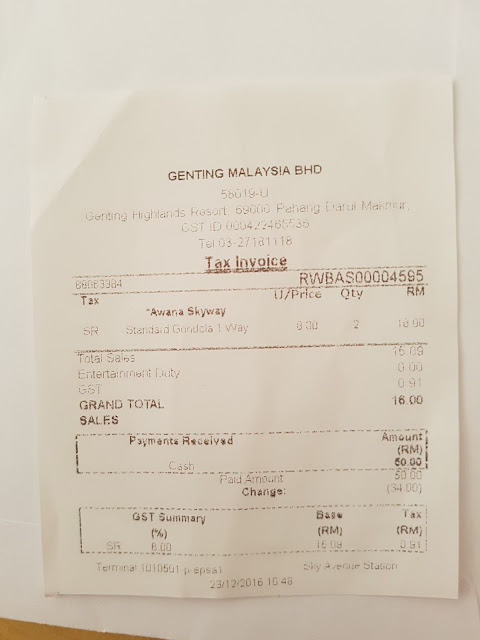 GENTING MALAYSIA BHD
58019-U
Genting Highlands Resort, 69000 Pahang Darul Makmur,
GST ID 000422465536
Tel 03-27181118
Tax Invoice
RWBAS00004595
Tax U/Price Qty RM
*Awana Skyway
SR Standard Gondola 1 Way 8.00 2 16.00
Total Sales 15.09
Entertainment Duty 0.00
GST 0.91
GRAND TOTAL 16.00
SALES
Payments Received Amount
(RM)
Cash 50.00
Paid Amount 50.00
Change: (34.00)
GST Summary Base Tax
(%) (RM) (RM)
SR 6.00 15.09 0.91
Terminal Sky Avenue Station
23/12/2016 16:48